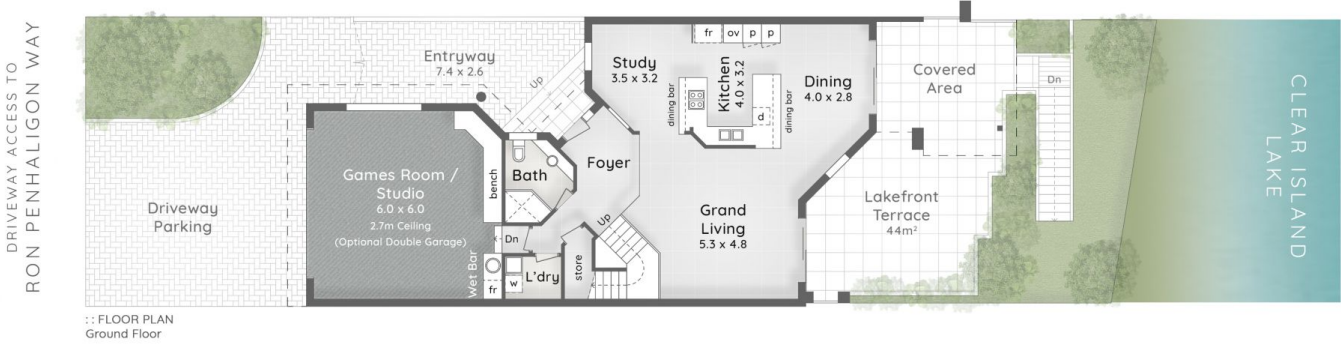 DRIVEWAY ACCESS TO
RON PENHALIGON WAY
Driveway
Parking
Entryway
7.4 x 2.6
Up
Games Room /
Studio
6.0 x 6.0
2.7m Ceiling
(Optional Double Garage)
bench
Wet Bar
fr
Bath
Dn
w
L'dry
store
Foyer
Up
Study
3.5 x 3.2
fr
ov
p
p
Kitchen
4.0 x 3.2
dining bar
d
dining bar
Dining
4.0 x 2.8
Grand
Living
5.3 x 4.8
Covered
Area
Lakefront
Terrace
44m²
Dn
CLEAR ISLAND
LAKE
:: FLOOR PLAN
Ground Floor